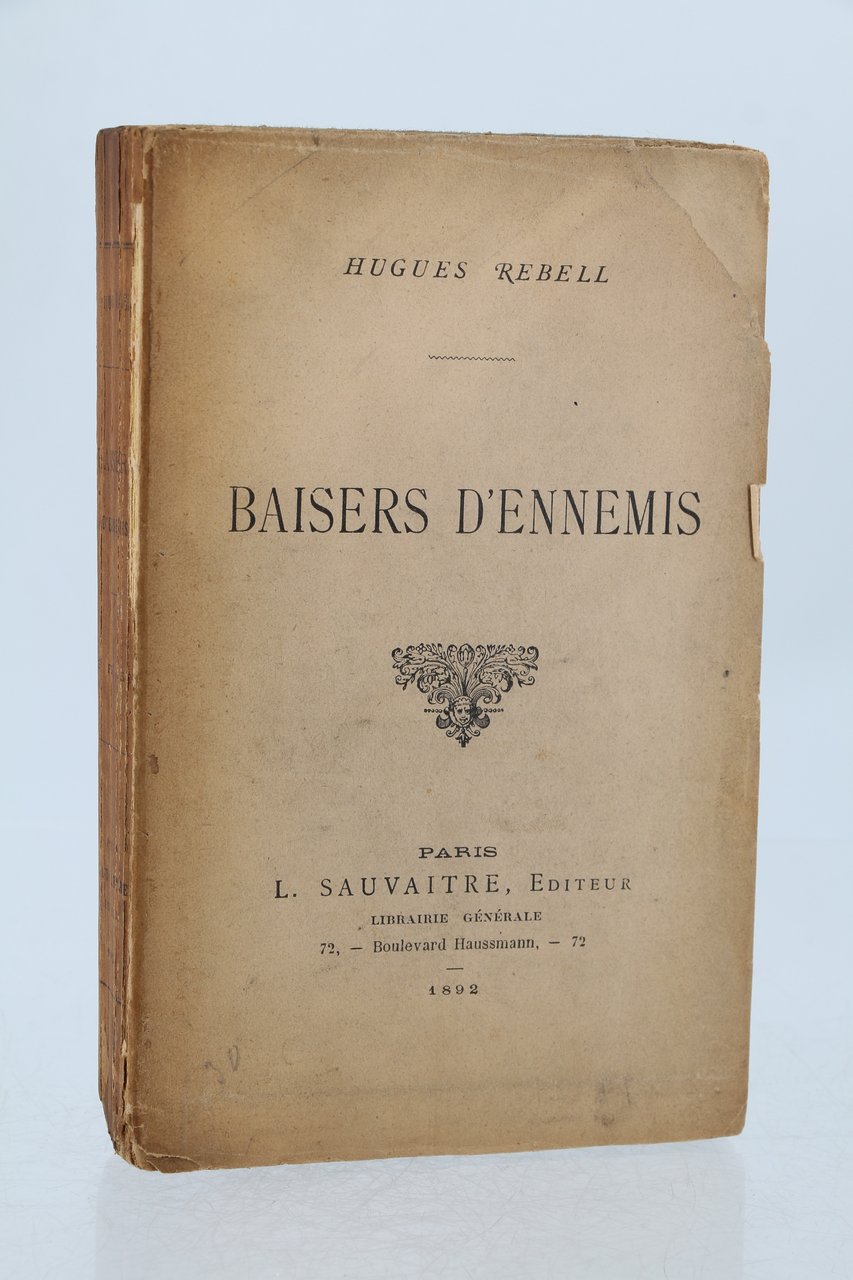 HUGUES REBELL
BAISERS D'ENNEMIS
PARIS
L. SAUVAITRE, EDITEUR
LIBRAIRIE GÉNÉRALE
72, — Boulevard Haussmann, — 72
1892